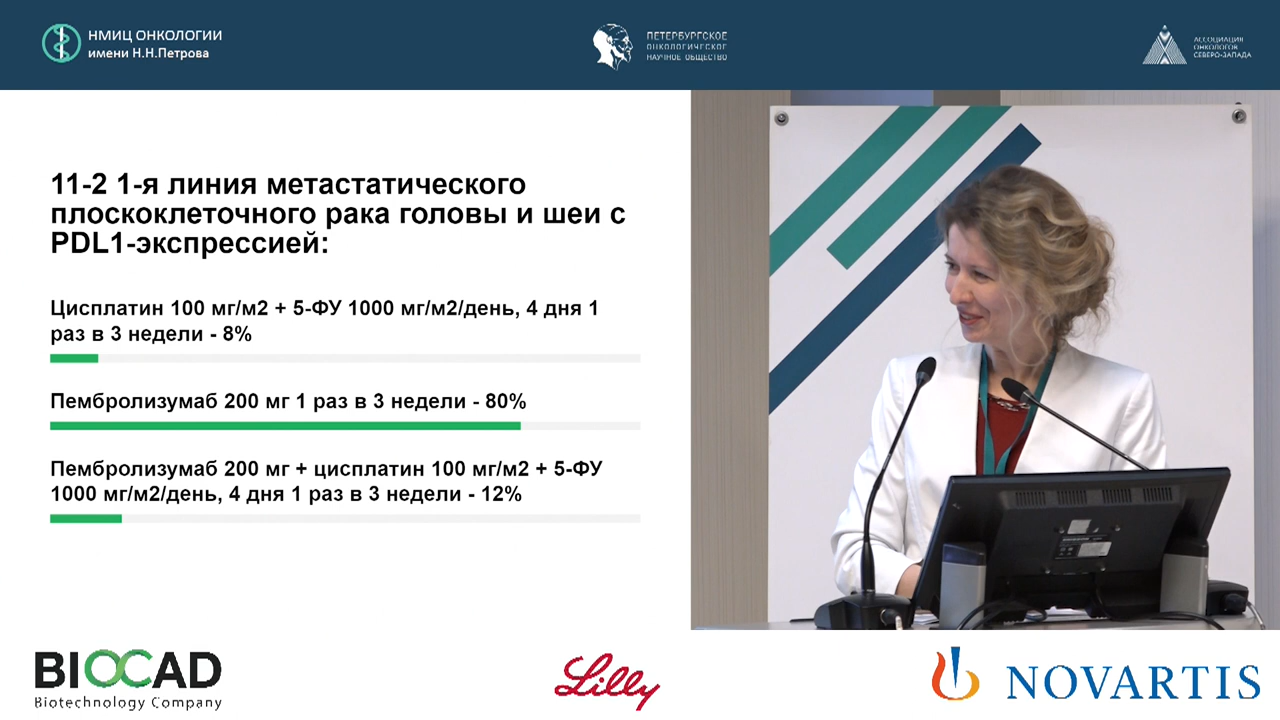 НМИЦ ОНКОЛОГИИ
имени Н.Н.Петрова
ПЕТЕРБУРГСКОЕ
ОНКОЛОГИЧЕСКОЕ
НАУЧНОЕ ОБЩЕСТВО
АССОЦИАЦИЯ
ОНКОЛОГОВ
СЕВЕРО-ЗАПАДА
11-2 1-я линия метастатического
плоскоклеточного рака головы и шеи с
PDL1-экспрессией:
Цисплатин 100 мг/м2 + 5-ФУ 1000 мг/м2/день, 4 дня 1
раз в 3 недели - 8%
Пембролизумаб 200 мг 1 раз в 3 недели - 80%
Пембролизумаб 200 мг + цисплатин 100 мг/м2 + 5-ФУ
1000 мг/м2/день, 4 дня 1 раз в 3 недели - 12%
BIOCAD
Biotechnology Company
Lilly
NOVARTIS